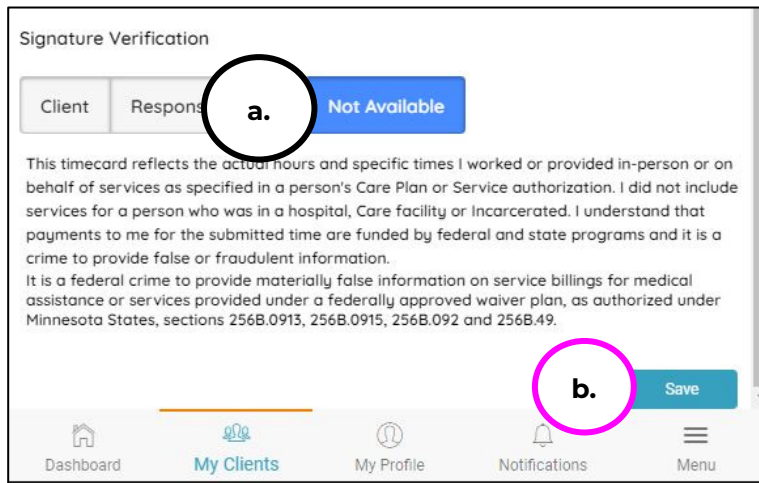 Signature Verification
Client Respons a. Not Available
This timecard reflects the actual hours and specific times I worked or provided in-person or on
behalf of services as specified in a person's Care Plan or Service authorization. I did not include
services for a person who was in a hospital, Care facility or Incarcerated. I understand that
payments to me for the submitted time are funded by federal and state programs and it is a
crime to provide false or fraudulent information.
It is a federal crime to provide materially false information on service billings for medical
assistance or services provided under a federally approved waiver plan, as authorized under
Minnesota States, sections 256B.0913, 256B.0915, 256B.092 and 256B.49.
b. Save
Dashboard My Clients My Profile Notifications Menu